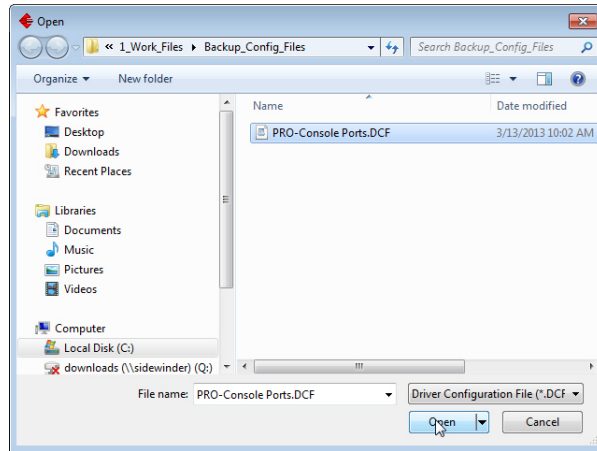 Open
« 1_Work_Files ▸ Backup_Config_Files
Search Backup_Config_Files
Organize
New folder
Name
Date modified
Favorites
Desktop
Downloads
Recent Places
Libraries
Documents
Music
Pictures
Videos
Computer
Local Disk (C:)
downloads (\\sidewinder) (Q:)
PRO-Console Ports.DCF 3/13/2013 10:02 AM
File name: PRO-Console Ports.DCF
Driver Configuration File (*.DCF
Open
Cancel